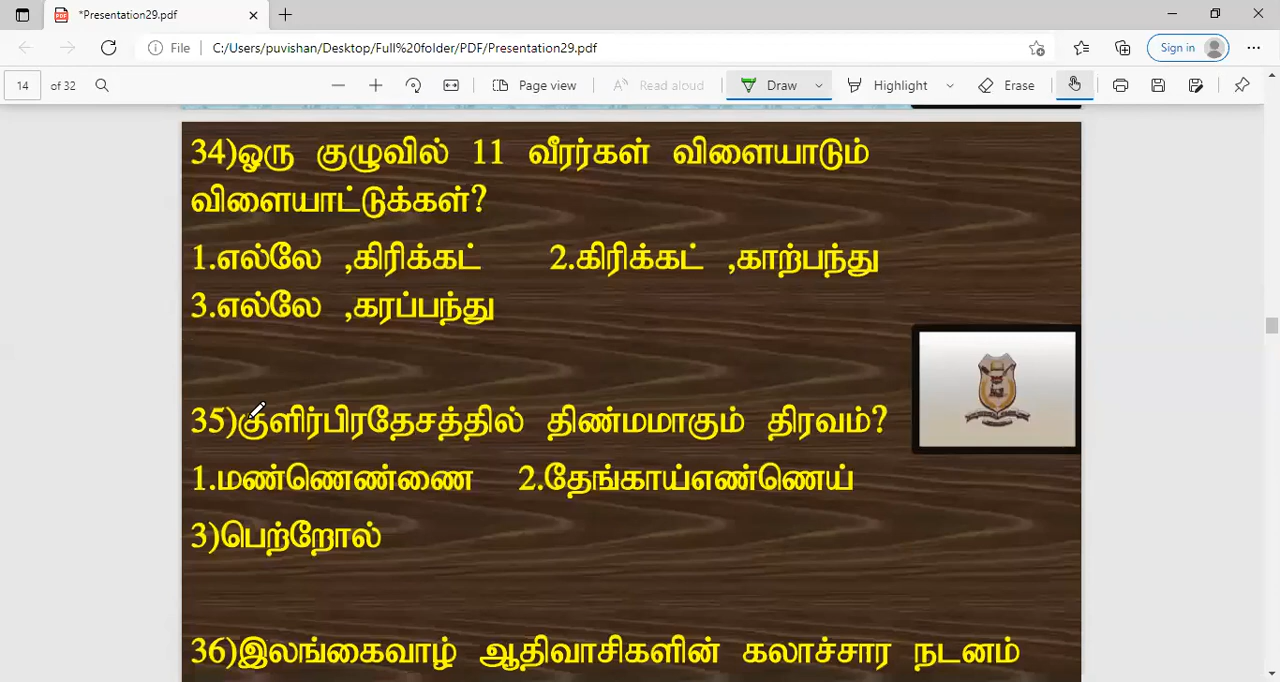 *Presentation29.pdf
File
C:/Users/puvishan/Desktop/Full%20folder/PDF/Presentation29.pdf
Sign in
14 of 32
Page view
Read aloud
Draw
Highlight
Erase
34)ஓரு குழுவில் 11 வீரர்கள் விளையாடும்
விளையாட்டுக்கள்?
1.எல்லே ,கிரிக்கட் 2.கிரிக்கட் ,காற்பந்து
3.எல்லே ,கரப்பந்து
35)குளிர்பிரதேசத்தில் திண்மமாகும் திரவம்?
1.மண்ணெண்ணை 2.தேங்காய்எண்ணெய்
3)பெற்றோல்
36)இலங்கைவாழ் ஆதிவாசிகளின் கலாச்சார நடனம்